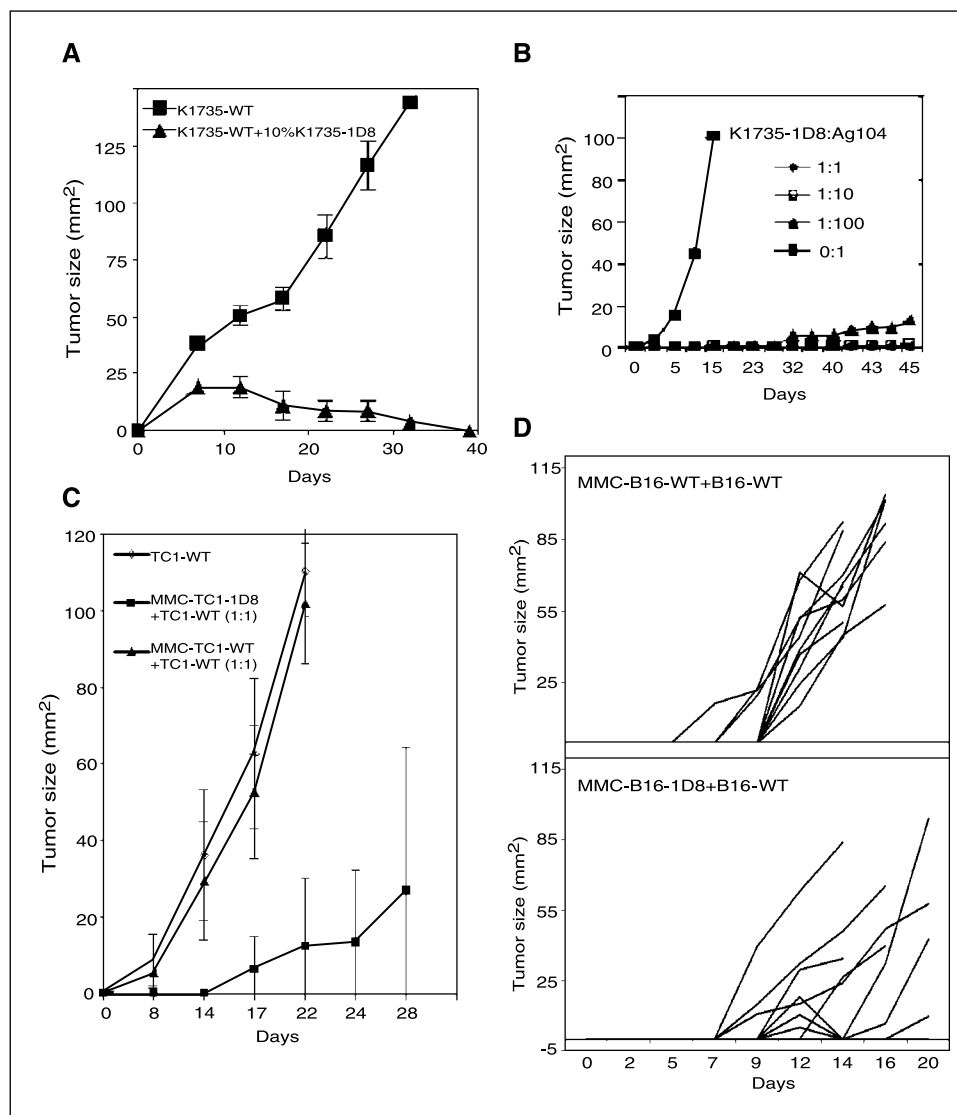 A
K1735-WT
K1735-WT+10%K1735-1D8
125
100
75
50
25
0
Tumor size (mm²)
0
10
20
30
40
Days
B
K1735-1D8:Ag104
1:1
1:10
1:100
0:1
100
80
60
40
20
0
Tumor size (mm²)
0
5
15
23
32
40
43
45
Days
C
TC1-WT
MMC-TC1-1D8
+TC1-WT (1:1)
MMC-TC1-WT
+TC1-WT (1:1)
120
100
80
60
40
20
0
Tumor size (mm²)
0
8
14
17
22
24
28
Days
D
MMC-B16-WT+B16-WT
115
85
55
25
Tumor size (mm²)
MMC-B16-1D8+B16-WT
115
85
55
25
-5
Tumor size (mm²)
0
2
5
7
9
12
14
16
20
Days